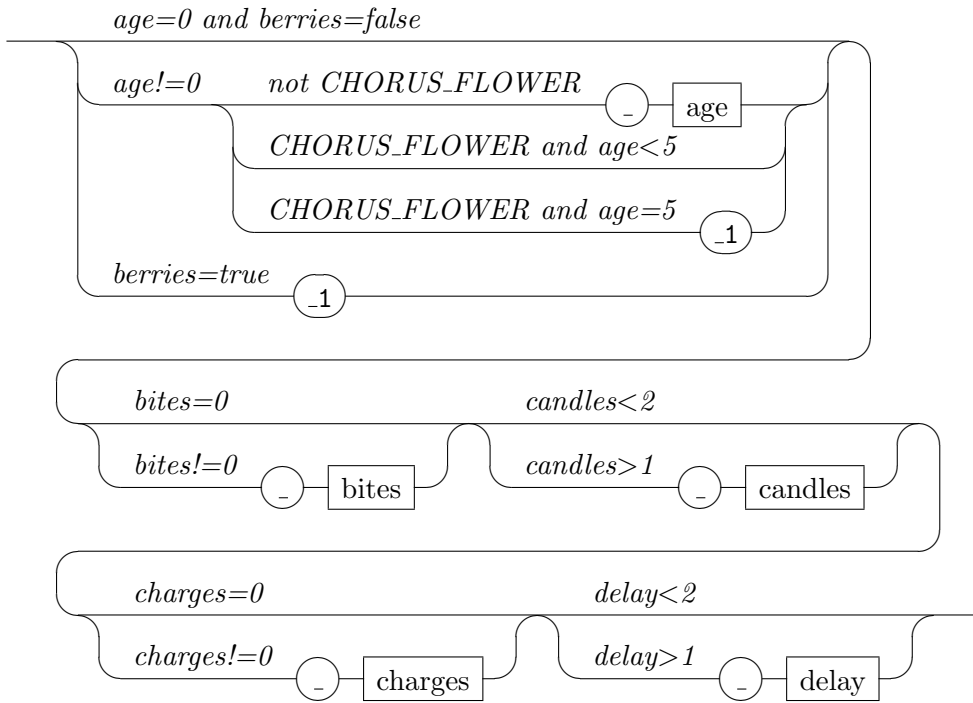 age=0 and berries=false
age!=0 not CHORUS_FLOWER _ age
CHORUS_FLOWER and age<5
CHORUS_FLOWER and age=5 _1
berries=true _1
bites=0 candles<2
bites!=0 _ bites candles>1 _ candles
charges=0 delay<2
charges!=0 _ charges delay>1 _ delay